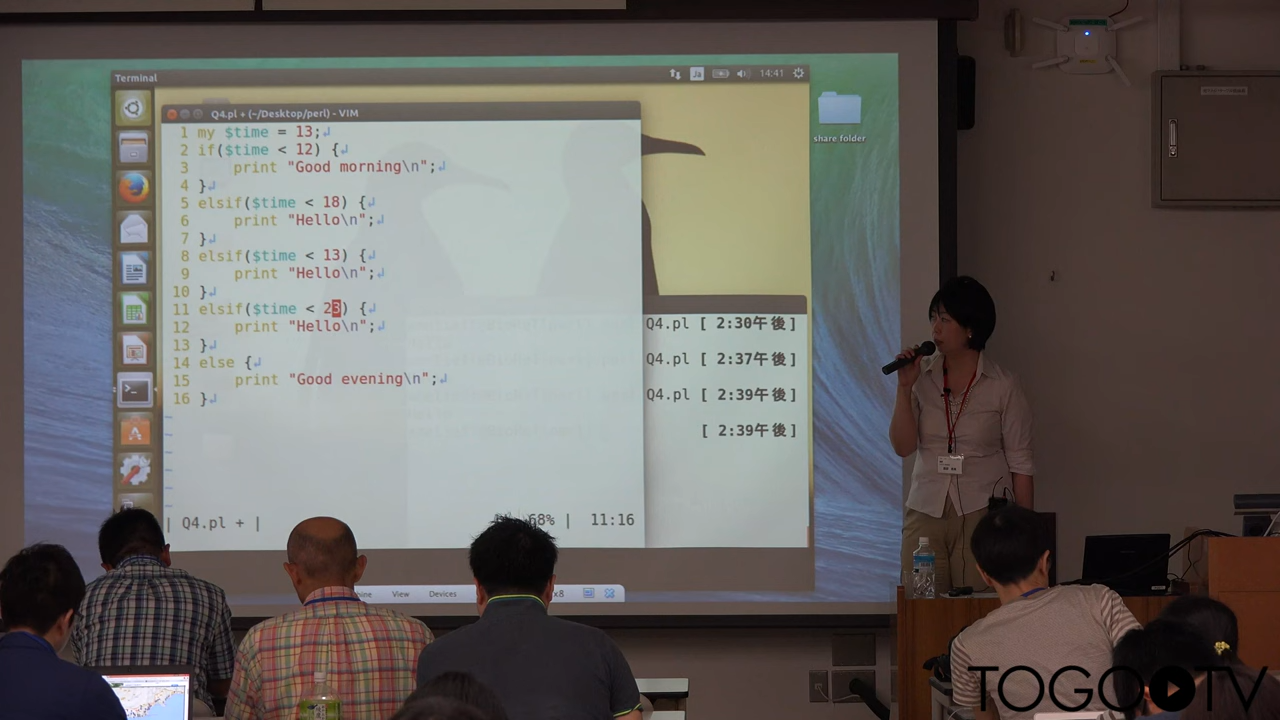 Terminal
Ja
14:41
share folder
Q4.pl + (~/Desktop/perl) - VIM
1 my $time = 13;
2 if($time < 12) {
3 print "Good morning\n";
4 }
5 elsif($time < 18) {
6 print "Hello\n";
7 }
8 elsif($time < 13) {
9 print "Hello\n";
10 }
11 elsif($time < 23) {
12 print "Hello\n";
13 }
14 else {
15 print "Good evening\n";
16 }
~
~
~
~
~
| Q4.pl + |
68% | 11:16
Q4.pl [ 2:30午後]
Q4.pl [ 2:37午後]
Q4.pl [ 2:39午後]
[ 2:39午後]
View
Devices
TOGOTV